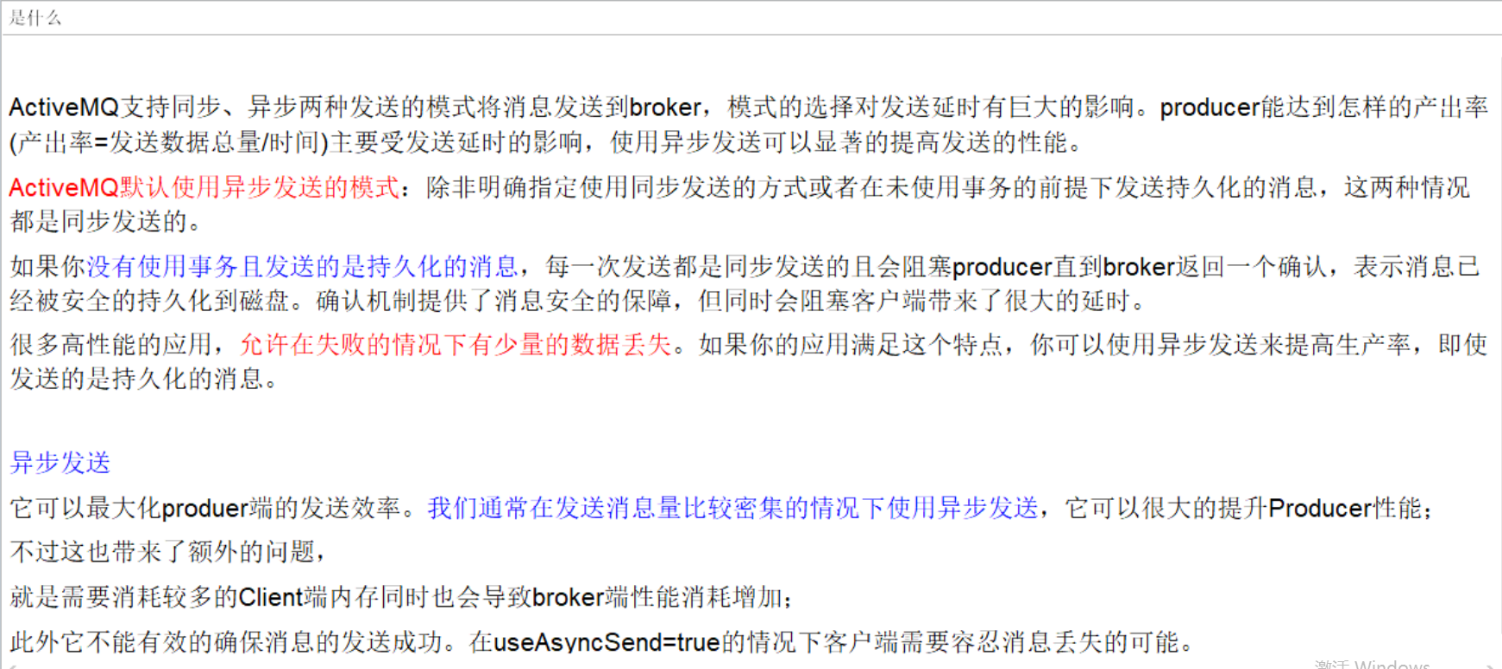 是什么
ActiveMQ支持同步、异步两种发送的模式将消息发送到broker，模式的选择对发送延时有巨大的影响。producer能达到怎样的产出率
(产出率=发送数据总量/时间)主要受发送延时的影响，使用异步发送可以显著的提高发送的性能。
ActiveMQ默认使用异步发送的模式：除非明确指定使用同步发送的方式或者在未使用事务的前提下发送持久化的消息，这两种情况
都是同步发送的。
如果你没有使用事务且发送的是持久化的消息，每一次发送都是同步发送的且会阻塞producer直到broker返回一个确认，表示消息已
经被安全的持久化到磁盘。确认机制提供了消息安全的保障，但同时会阻塞客户端带来了很大的延时。
很多高性能的应用，允许在失败的情况下有少量的数据丢失。如果你的应用满足这个特点，你可以使用异步发送来提高生产率，即使
发送的是持久化的消息。
异步发送
它可以最大化produer端的发送效率。我们通常在发送消息量比较密集的情况下使用异步发送，它可以很大的提升Producer性能；
不过这也带来了额外的问题，
就是需要消耗较多的Client端内存同时也会导致broker端性能消耗增加；
此外它不能有效的确保消息的发送成功。在useAsyncSend=true的情况下客户端需要容忍消息丢失的可能。
激活 Windows